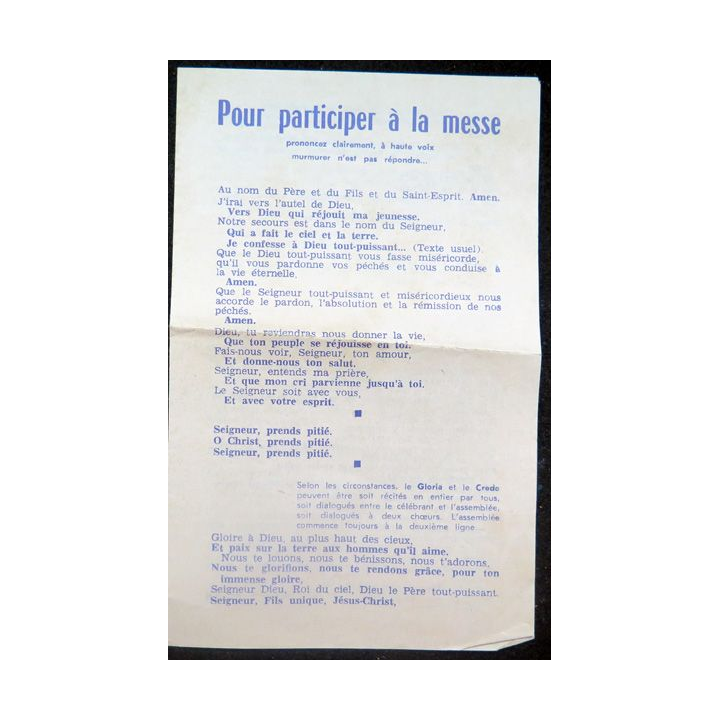 Pour participer à la messe
prononcez clairement, à haute voix
murmurer n'est pas répondre...
Au nom du Père et du Fils et du Saint-Esprit. Amen.
J'irai vers l'autel de Dieu,
Vers Dieu qui réjouit ma jeunesse.
Notre secours est dans le nom du Seigneur,
Qui a fait le ciel et la terre.
Je confesse à Dieu tout-puissant... (Texte usuel).
Que le Dieu tout-puissant vous fasse miséricorde,
qu'il vous pardonne vos péchés et vous conduise à
la vie éternelle,
Amen.
Que le Seigneur tout-puissant et miséricordieux nous
accorde le pardon, l'absolution et la rémission de nos
péchés.
Amen.
Dieu, tu reviendras nous donner la vie,
Que ton peuple se réjouisse en toi.
Fais-nous voir, Seigneur, ton amour,
Et donne-nous ton salut.
Seigneur, entends ma prière,
Et que mon cri parvienne jusqu'à toi.
Le Seigneur soit avec vous,
Et avec votre esprit.
Seigneur, prends pitié.
O Christ, prends pitié.
Seigneur, prends pitié.
Selon les circonstances, le Gloria et le Credo
peuvent être soit récités en entier par tous,
soit dialogués entre le célébrant et l'assemblée,
soit dialogués à deux chœurs. L'assemblée
commence toujours à la deuxième ligne...
Gloire à Dieu, au plus haut des cieux,
Et paix sur la terre aux hommes qu'il aime.
Nous te louons, nous te bénissons, nous t'adorons,
Nous te glorifions, nous te rendons grâce, pour ton
immense gloire,
Seigneur Dieu, Roi du ciel, Dieu le Père tout-puissant.
Seigneur, Fils unique, Jésus-Christ,